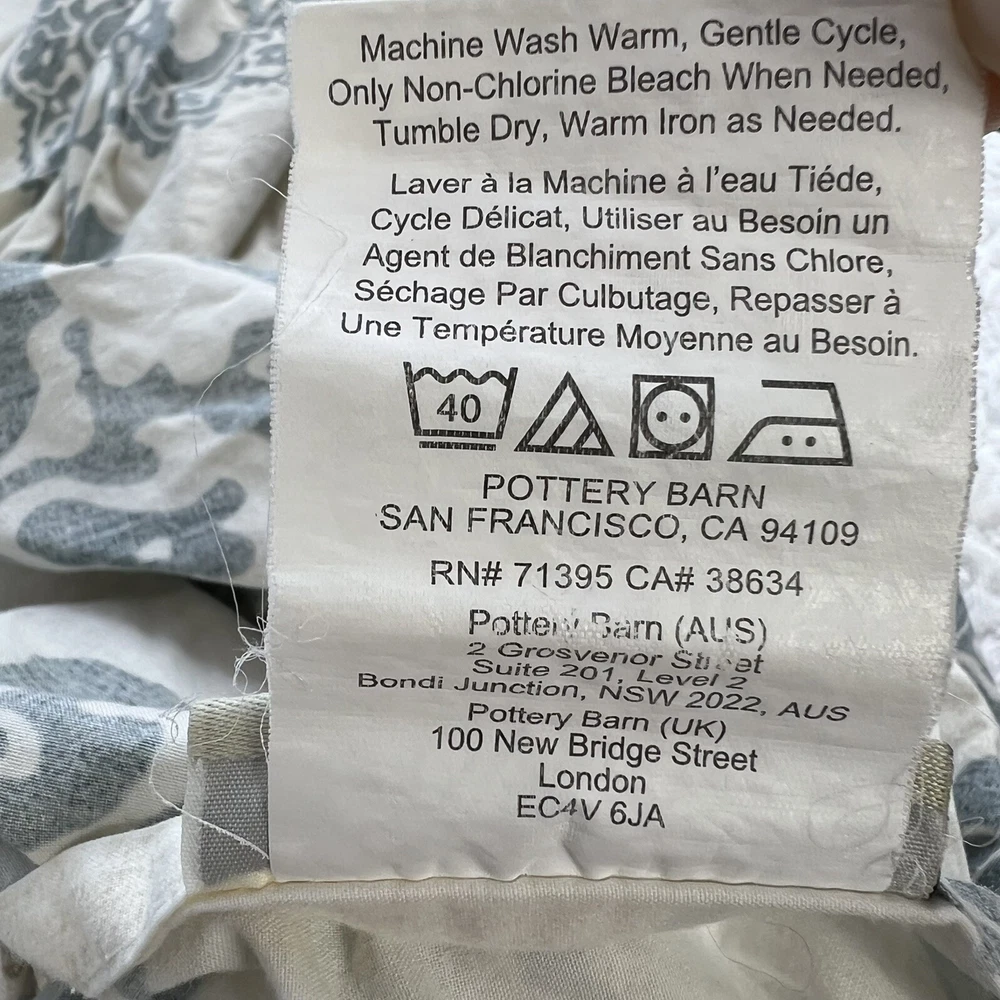 Machine Wash Warm, Gentle Cycle,
Only Non-Chlorine Bleach When Needed,
Tumble Dry, Warm Iron as Needed.
Laver à la Machine à l'eau Tiéde,
Cycle Délicat, Utiliser au Besoin un
Agent de Blanchiment Sans Chlore,
Séchage Par Culbutage, Repasser à
Une Température Moyenne au Besoin.
40
POTTERY BARN
SAN FRANCISCO, CA 94109
RN# 71395 CA# 38634
Pottery Barn (AUS)
2 Grosvenor Street
Suite 201, Level 2
Bondi Junction, NSW 2022, AUS
Pottery Barn (UK)
100 New Bridge Street
London
EC4V 6JA